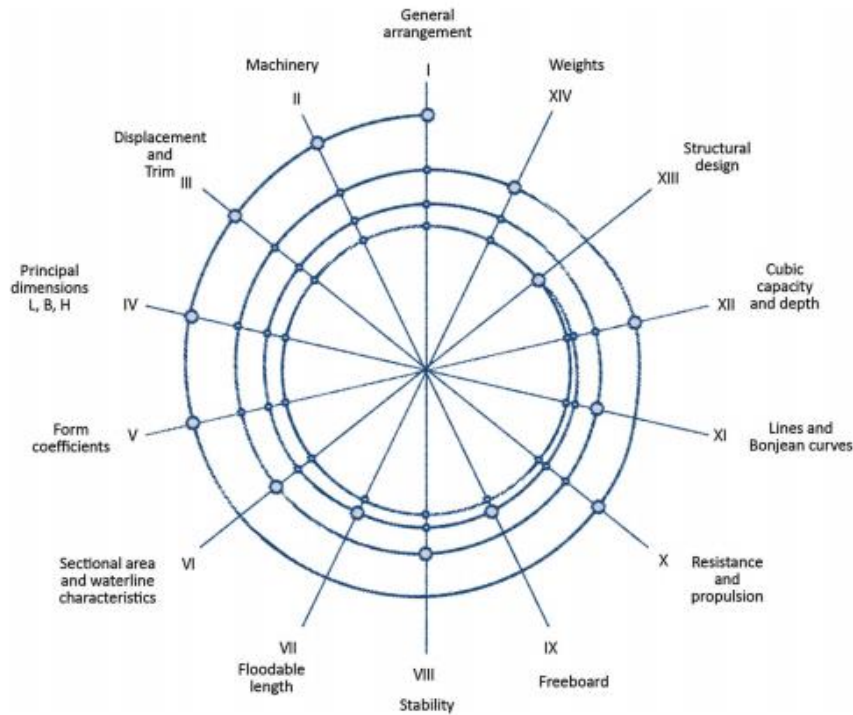 General
arrangement
I
Machinery
II
Displacement
and
Trim
III
Principal
dimensions
L, B, H
IV
Form
coefficients
V
Sectional area
and waterline
characteristics
VI
VII
Floodable
length
VIII
Stability
IX
Freeboard
X
Resistance
and
propulsion
XI
Lines and
Bonjean curves
XII
Cubic
capacity
and depth
XIII
Structural
design
Weights
XIV